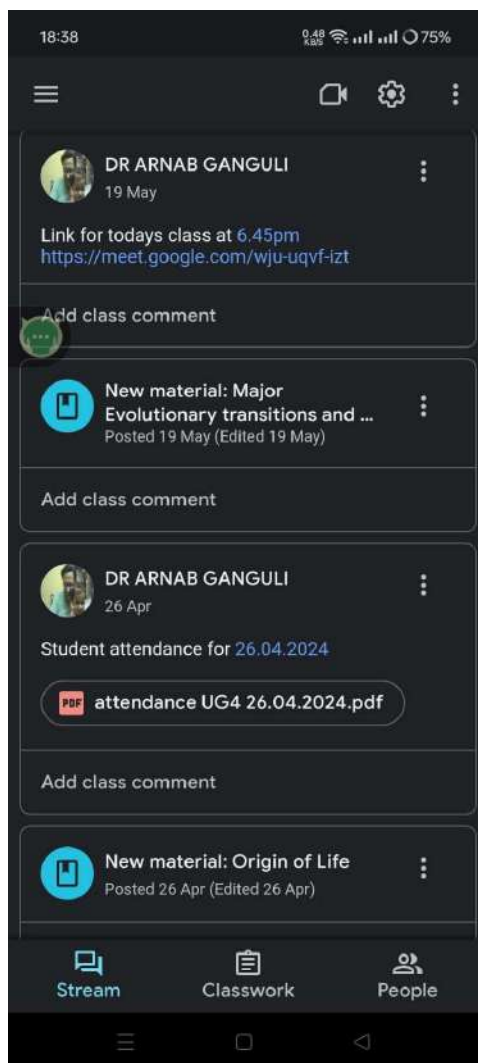 18:38
0.48 KB/S
75%
DR ARNAB GANGULI
19 May
Link for todays class at 6.45pm
https://meet.google.com/wju-uqvf-izt
Add class comment
New material: Major
Evolutionary transitions and ...
Posted 19 May (Edited 19 May)
Add class comment
DR ARNAB GANGULI
26 Apr
Student attendance for 26.04.2024
PDF attendance UG4 26.04.2024.pdf
Add class comment
New material: Origin of Life
Posted 26 Apr (Edited 26 Apr)
Stream Classwork People